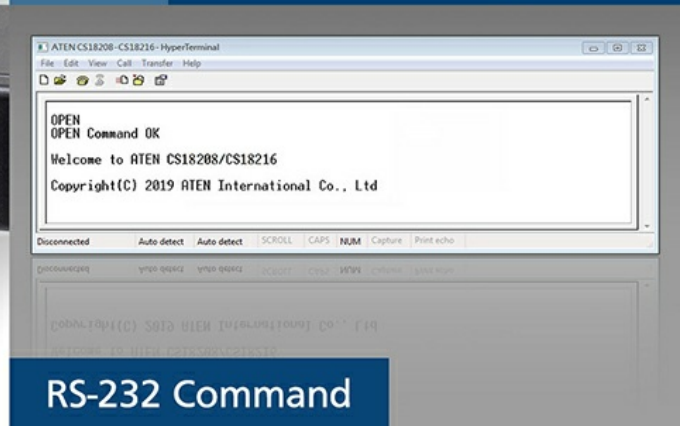 ATEN CS18208-CS18216 - HyperTerminal
File Edit View Call Transfer Help
OPEN
OPEN Command OK
Welcome to ATEN CS18208/CS18216
Copyright(C) 2019 ATEN International Co., Ltd
Disconnected Auto detect Auto detect SCROLL CAPS NUM Capture Print echo
RS-232 Command